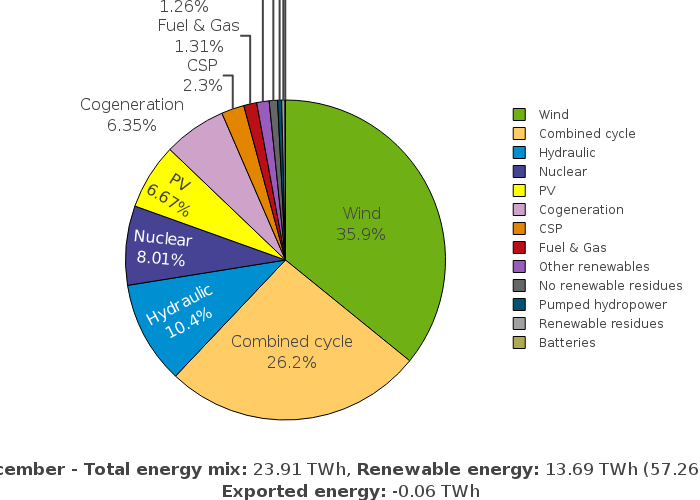 1.26%
Fuel & Gas
1.31%
CSP
2.3%
Cogeneration
6.35%
PV
6.67%
Nuclear
8.01%
Hydraulic
10.4%
Wind
35.9%
Combined cycle
26.2%
Wind
Combined cycle
Hydraulic
Nuclear
PV
Cogeneration
CSP
Fuel & Gas
Other renewables
No renewable residues
Pumped hydropower
Renewable residues
Batteries
cember - Total energy mix: 23.91 TWh, Renewable energy: 13.69 TWh (57.26
Exported energy: -0.06 TWh